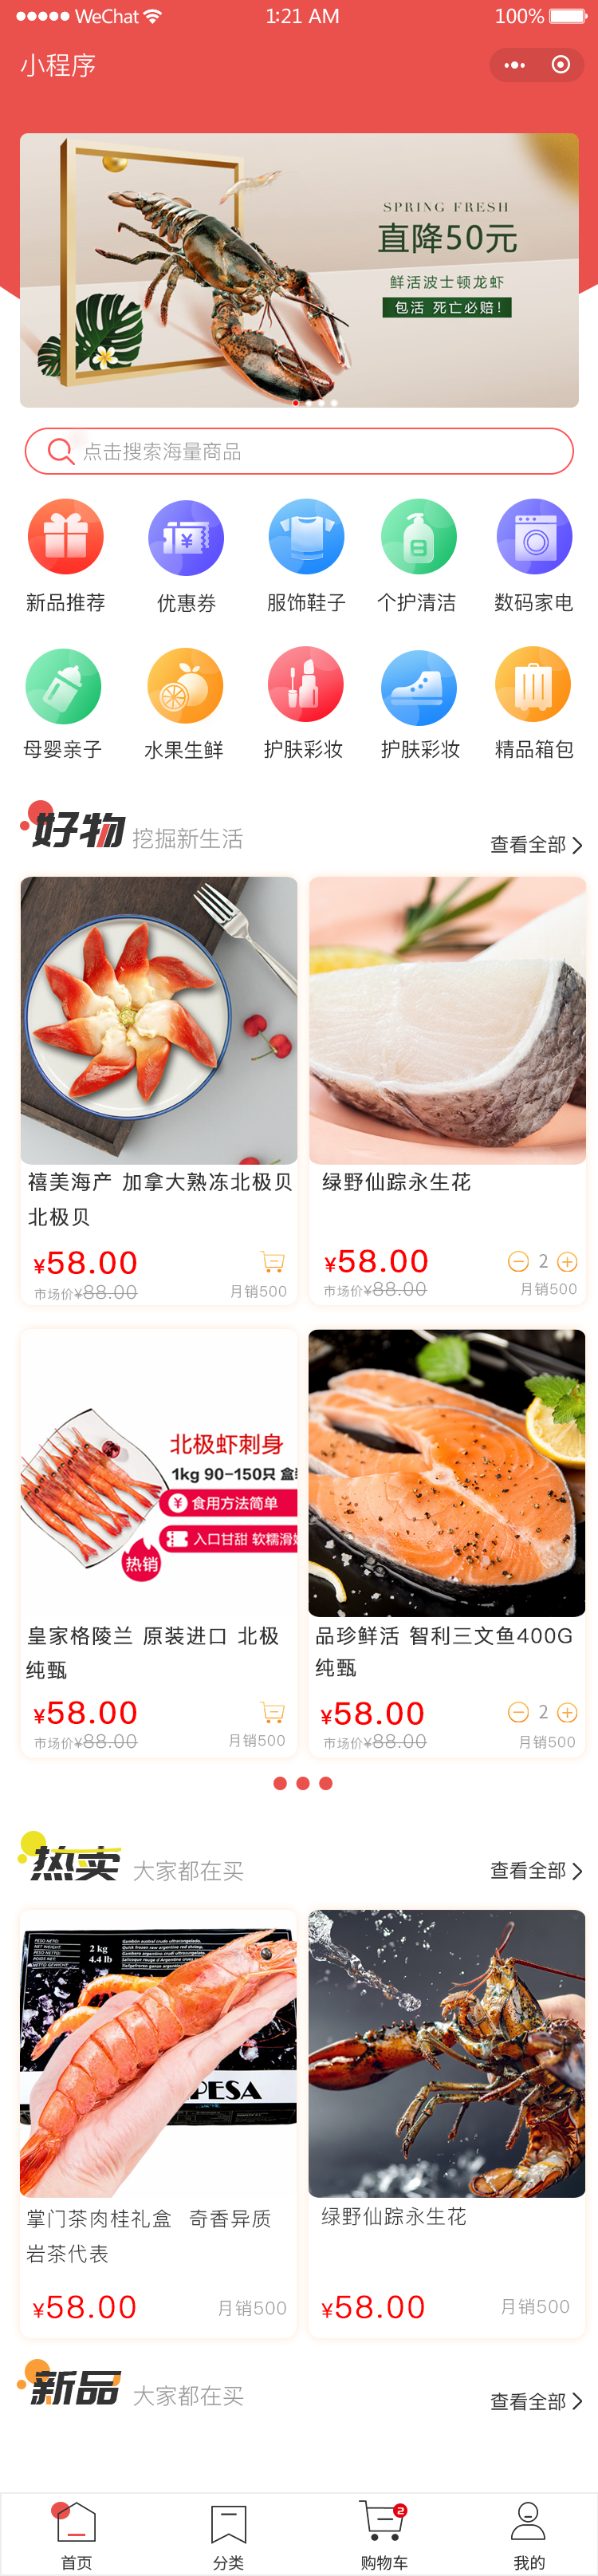 WeChat 1:21 AM 100%
小程序
SPRING FRESH
直降50元
鲜活波士顿龙虾
包活 死亡必赔!
点击搜索海量商品
新品推荐 优惠券 服饰鞋子 个护清洁 数码家电
母婴亲子 水果生鲜 护肤彩妆 护肤彩妆 精品箱包
好物 挖掘新生活 查看全部
禧美海产 加拿大熟冻北极贝
北极贝
¥58.00
市场价¥88.00 月销500
绿野仙踪永生花
¥58.00 2
市场价¥88.00 月销500
北极虾刺身
1kg 90-150只 盒
¥ 食用方法简单
入口甘甜 软糯滑
热销
皇家格陵兰 原装进口 北极
纯甄
¥58.00
市场价¥88.00 月销500
品珍鲜活 智利三文鱼400G
纯甄
¥58.00 2
市场价¥88.00 月销500
热卖 大家都在买 查看全部
PESO NETO:
NET WEIGHT:
2 kg
4.4 lb
PESA
掌门茶肉桂礼盒 奇香异质
岩茶代表
¥58.00 月销500
绿野仙踪永生花
¥58.00 月销500
新品 大家都在买 查看全部
2
首页 分类 购物车 我的